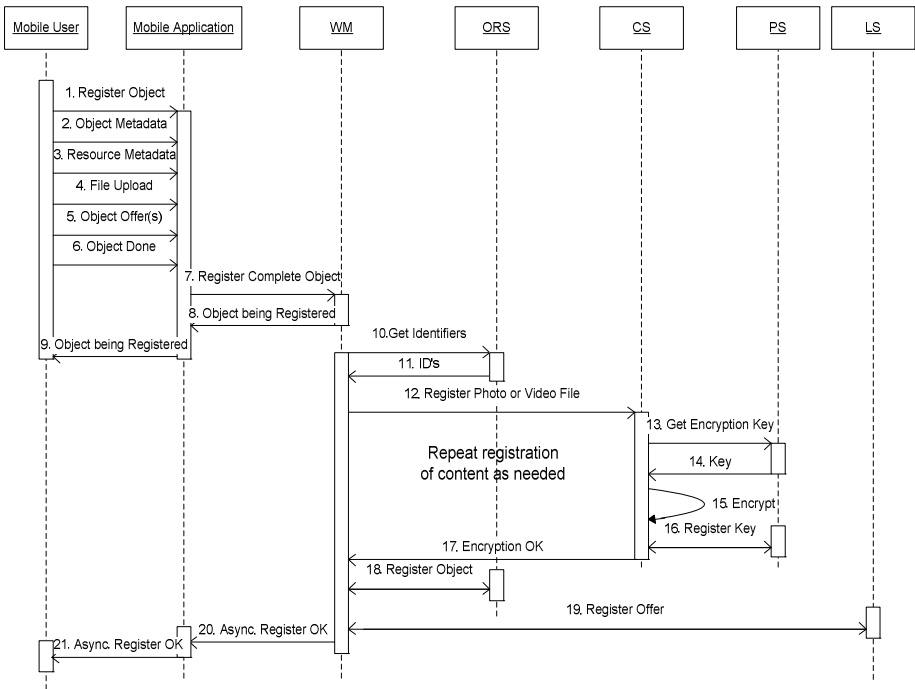 Mobile User
Mobile Application
WM
ORS
CS
PS
LS
1. Register Object
2. Object Metadata
3. Resource Metadata
4. File Upload
5. Object Offer(s)
6. Object Done
7. Register Complete Object
8. Object being Registered
9. Object being Registered
10.Get Identifiers
11. ID's
12. Register Photo or Video File
13. Get Encryption Key
Repeat registration
of content as needed
14. Key
15. Encrypt
16. Register Key
17. Encryption OK
18. Register Object
19. Register Offer
20. Async. Register OK
21. Async. Register OK